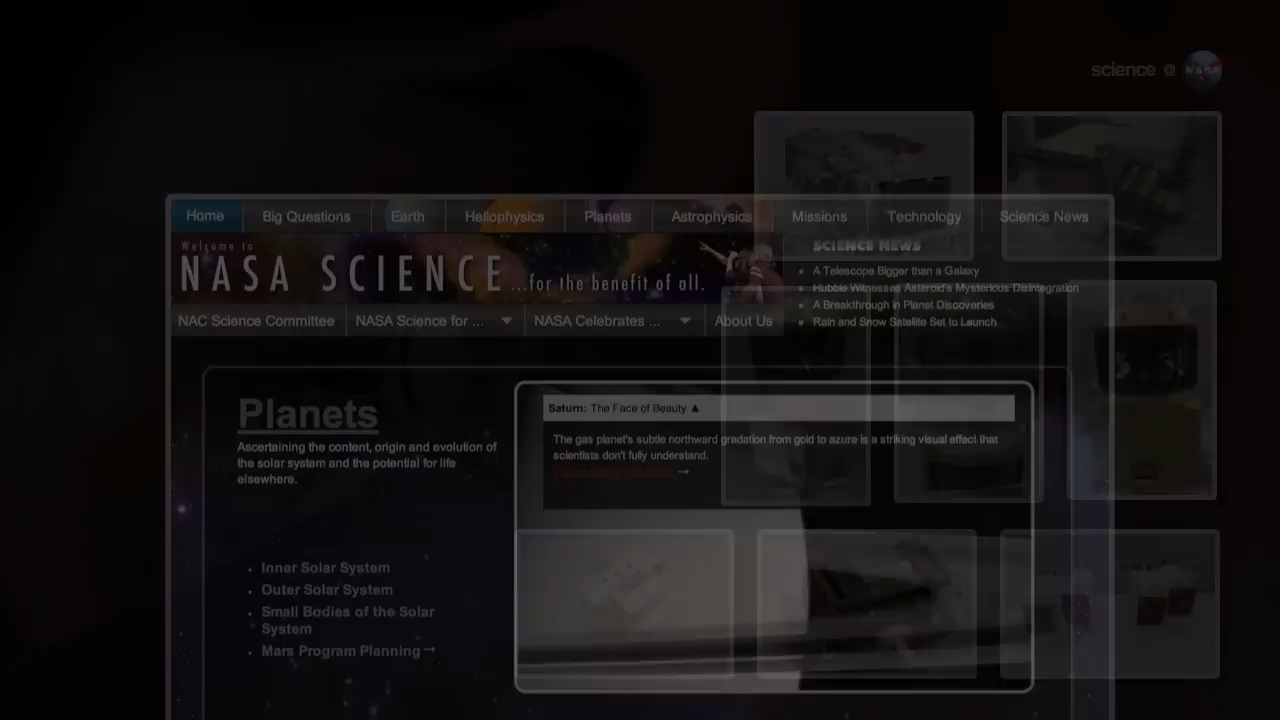 science @ NASA
Home Big Questions Earth Heliophysics Planets Astrophysics Missions Technology Science News
Welcome to
NASA SCIENCE ...for the benefit of all.
SCIENCE NEWS
A Telescope Bigger than a Galaxy
Hubble Witnesses Asteroid's Mysterious Disintegration
A Breakthrough in Planet Discoveries
Rain and Snow Satellite Set to Launch
NAC Science Committee NASA Science for ... NASA Celebrates ... About Us
Planets
Ascertaining the content, origin and evolution of
the solar system and the potential for life
elsewhere.
Saturn: The Face of Beauty ▲
The gas planet's subtle northward gradation from gold to azure is a striking visual effect that
scientists don't fully understand.
• Inner Solar System
• Outer Solar System
• Small Bodies of the Solar
System
• Mars Program Planning →